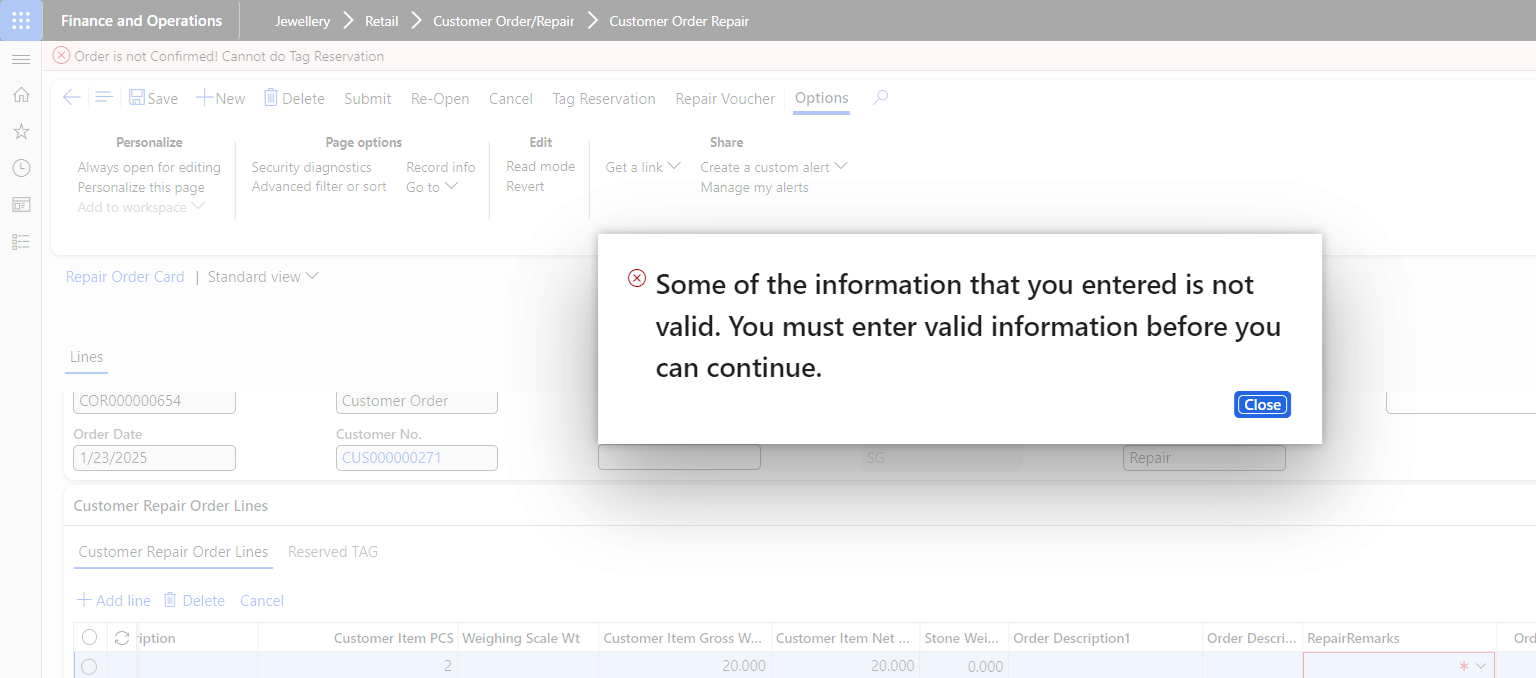 Finance and Operations
Jewellery
Retail
Customer Order/Repair
Customer Order Repair
Order is not Confirmed! Cannot do Tag Reservation
Save
New
Delete
Submit
Re-Open
Cancel
Tag Reservation
Repair Voucher
Options
Personalize
Always open for editing
Personalize this page
Add to workspace
Page options
Security diagnostics
Advanced filter or sort
Record info
Go to
Edit
Read mode
Revert
Share
Get a link
Create a custom alert
Manage my alerts
Some of the information that you entered is not
valid. You must enter valid information before you
can continue.
Close
Repair Order Card | Standard view
Lines
COR000000654
Customer Order
Order Date
1/23/2025
Customer No.
CUS000000271
SG
Repair
Customer Repair Order Lines
Customer Repair Order Lines
Reserved TAG
Add line
Delete
Cancel
iption
Customer Item PCS
Weighing Scale Wt
Customer Item Gross W...
Customer Item Net ...
Stone Wei...
Order Description1
Order Descri...
RepairRemarks
Ord
2
20.000
20.000
0.000
*